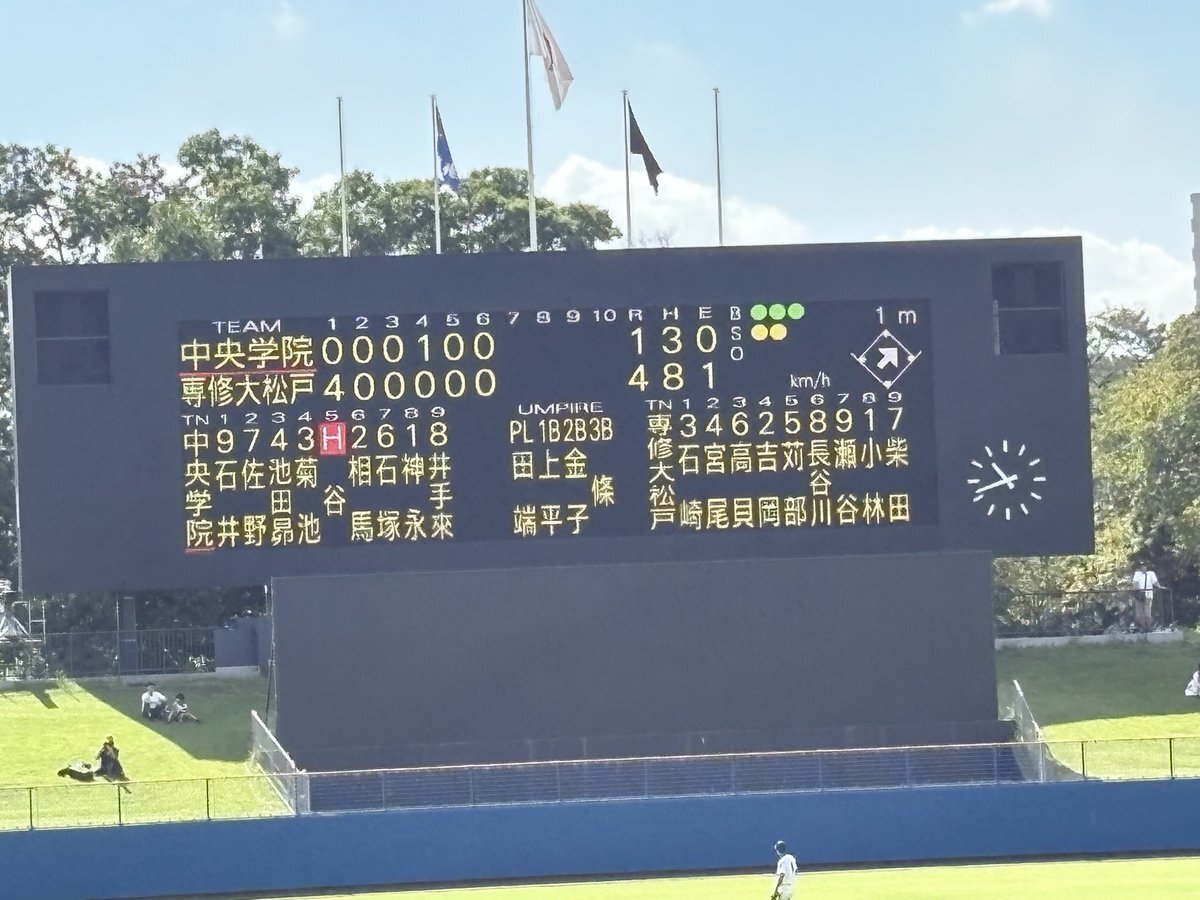 TEAM 1 2 3 4 5 6 7 8 9 10 R H E B
中央学院 0 0 0 1 0 0 1 3 0 S
専修大松戸 4 0 0 0 0 0 4 8 1 O
1 m
km/h
TN 1 2 3 4 5 6 7 8 9
中央学院 9 7 4 3 H 2 6 1 8
石井 佐野 池田昴 菊池 谷 相馬 石塚 神永 井手來
UMPIRE
PL 1B 2B 3B
田端 上平 金子 條
TN 1 2 3 4 5 6 7 8 9
専修大松戸 3 4 6 2 5 8 9 1 7
石崎 宮尾 高貝 吉岡 苅部 長谷川 瀬谷 小林 柴田